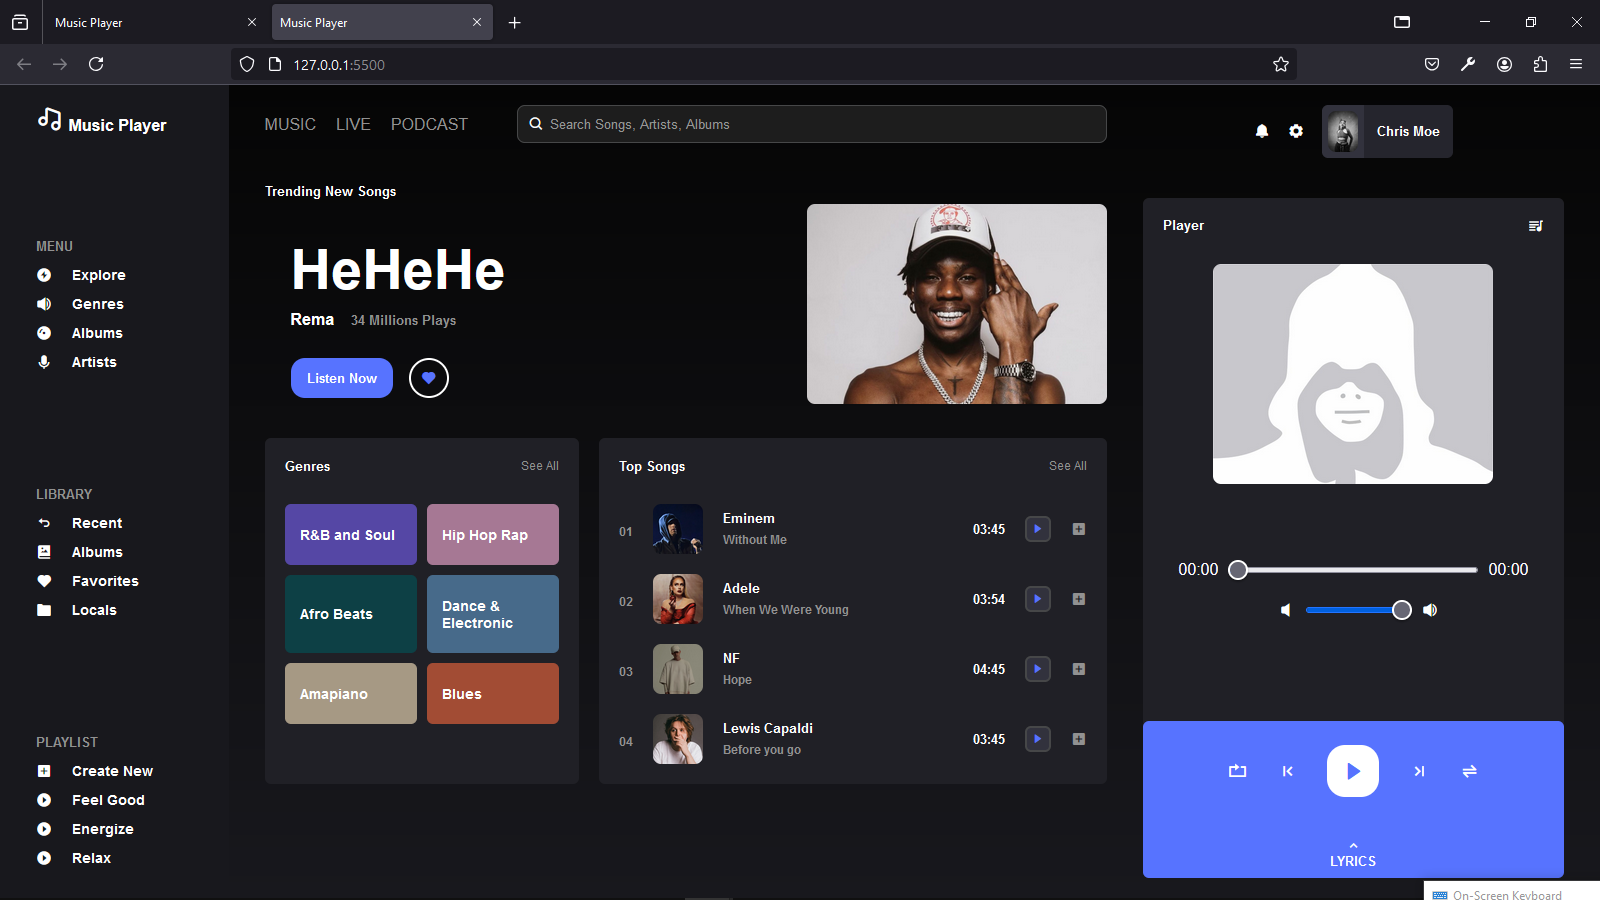 Music Player
Music Player
127.0.0.1:5500
Music Player
MUSIC LIVE PODCAST
Search Songs, Artists, Albums
Chris Moe
MENU
Explore
Genres
Albums
Artists
LIBRARY
Recent
Albums
Favorites
Locals
PLAYLIST
Create New
Feel Good
Energize
Relax
Trending New Songs
HeHeHe
Rema 34 Millions Plays
Listen Now
Genres See All
R&B and Soul
Hip Hop Rap
Afro Beats
Dance &
Electronic
Amapiano
Blues
Top Songs See All
01 Eminem 03:45
Without Me
02 Adele 03:54
When We Were Young
03 NF 04:45
Hope
04 Lewis Capaldi 03:45
Before you go
Player
00:00 00:00
LYRICS
On-Screen Keyboard